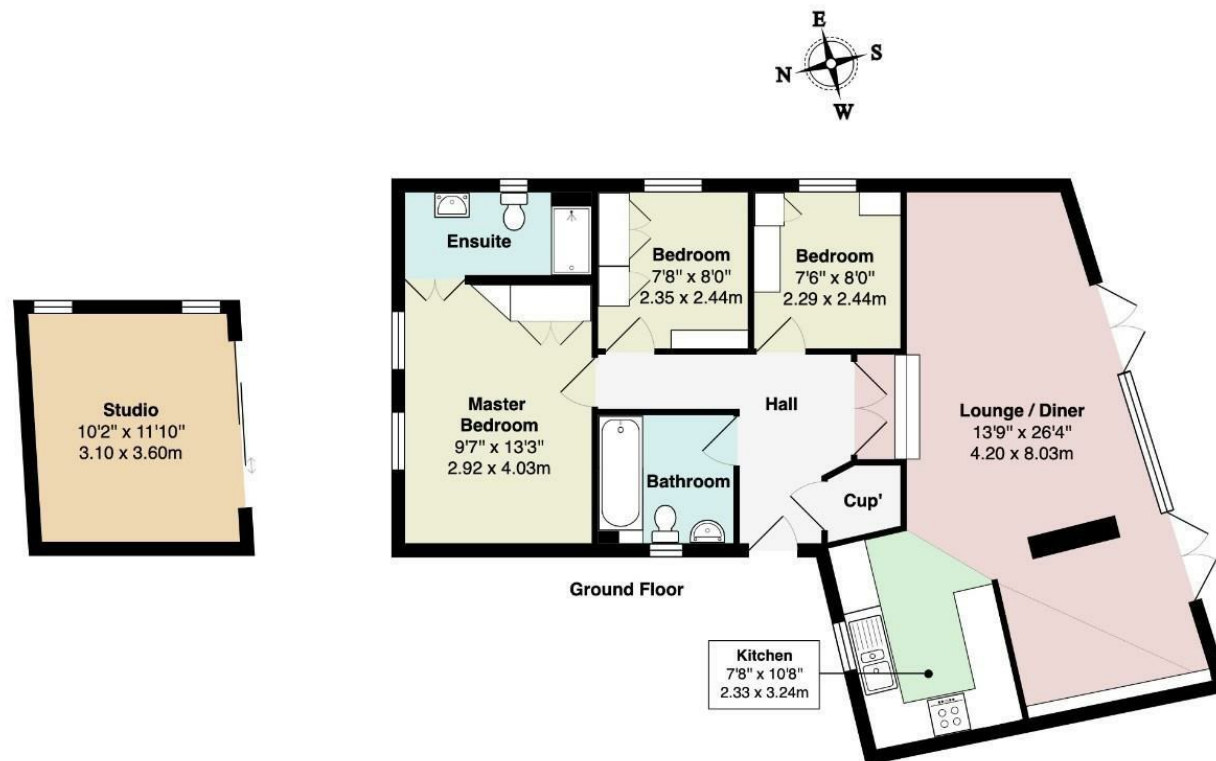 E
S
N
W
Ensuite
Bedroom
7'8" x 8'0"
2.35 x 2.44m
Bedroom
7'6" x 8'0"
2.29 x 2.44m
Studio
10'2" x 11'10"
3.10 x 3.60m
Master
Bedroom
9'7" x 13'3"
2.92 x 4.03m
Hall
Lounge / Diner
13'9" x 26'4"
4.20 x 8.03m
Bathroom
Cup'
Ground Floor
Kitchen
7'8" x 10'8"
2.33 x 3.24m